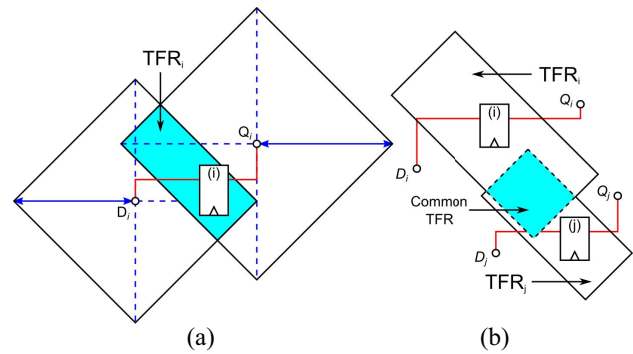 TFRi
Qi
(i)
Di
(a)
TFRi
Qi
(i)
Di
Common
TFR
Qj
(j)
Dj
TFRj
(b)